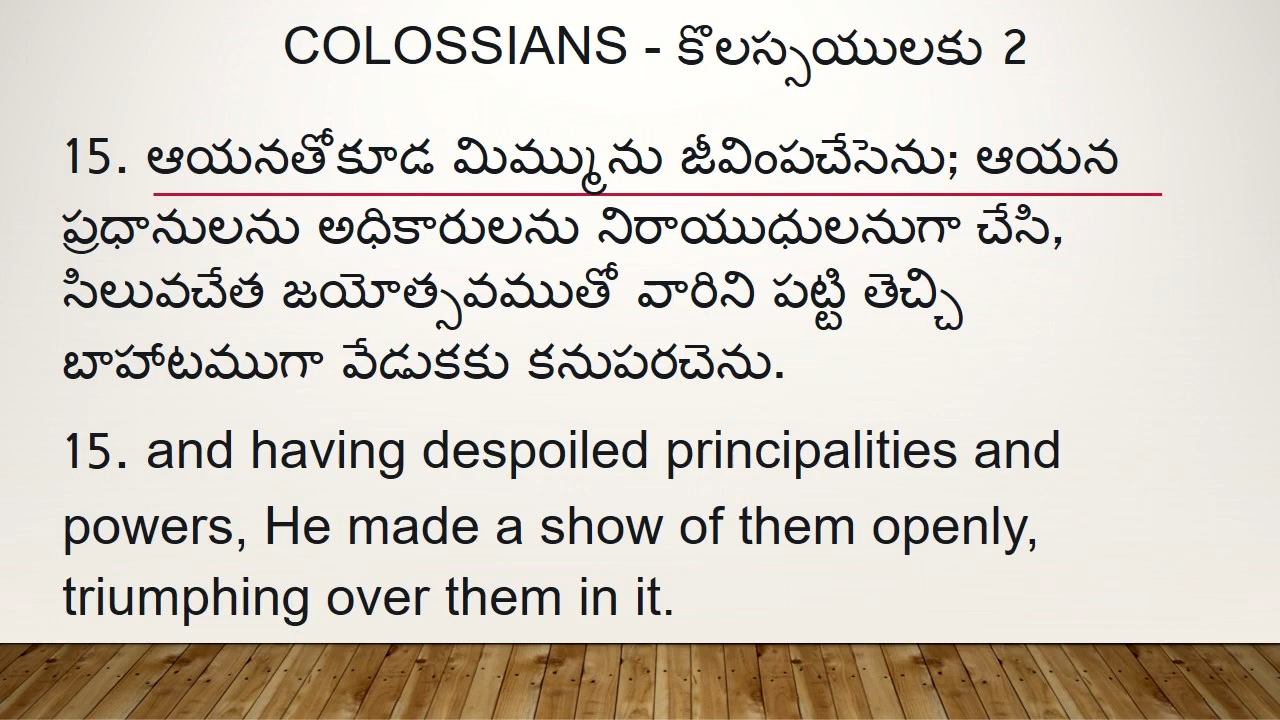 COLOSSIANS - కొలస్సయులకు 2
15. ఆయనతోకూడ మిమ్మును జీవింపచేసెను; ఆయన
ప్రధానులను అధికారులను నిరాయుధులనుగా చేసి,
సిలువచేత జయోత్సవముతో వారిని పట్టి తెచ్చి
బాహాటముగా వేడుకకు కనుపరచెను.
15. and having despoiled principalities and
powers, He made a show of them openly,
triumphing over them in it.